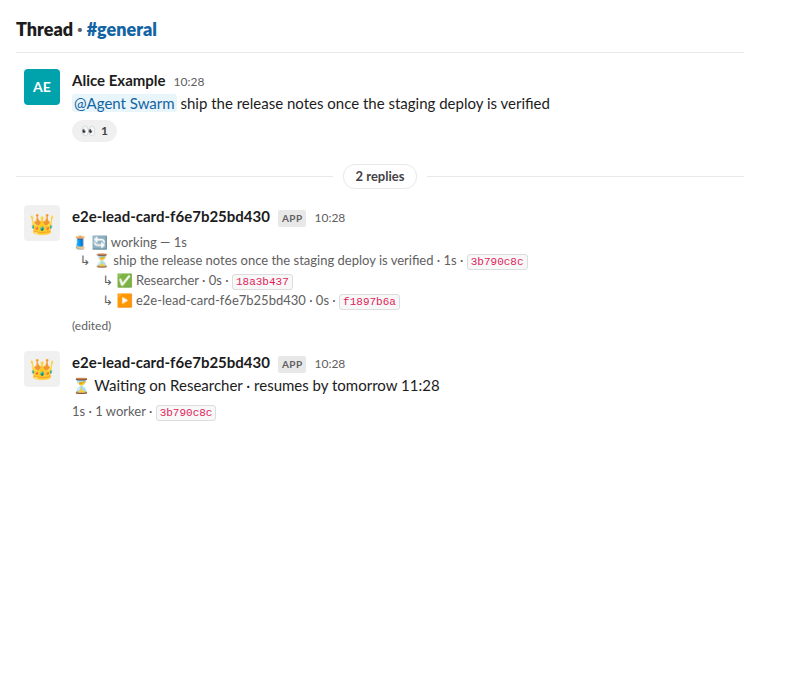 Thread • #general
AE
Alice Example 10:28
@Agent Swarm ship the release notes once the staging deploy is verified
👀 1
2 replies
e2e-lead-card-f6e7b25bd430 APP 10:28
🧵 🔄 working — 1s
↳ ⏳ ship the release notes once the staging deploy is verified · 1s · 3b790c8c
↳ ✅ Researcher · 0s · 18a3b437
↳ ▶️ e2e-lead-card-f6e7b25bd430 · 0s · f1897b6a
(edited)
e2e-lead-card-f6e7b25bd430 APP 10:28
⏳ Waiting on Researcher · resumes by tomorrow 11:28
1s · 1 worker · 3b790c8c